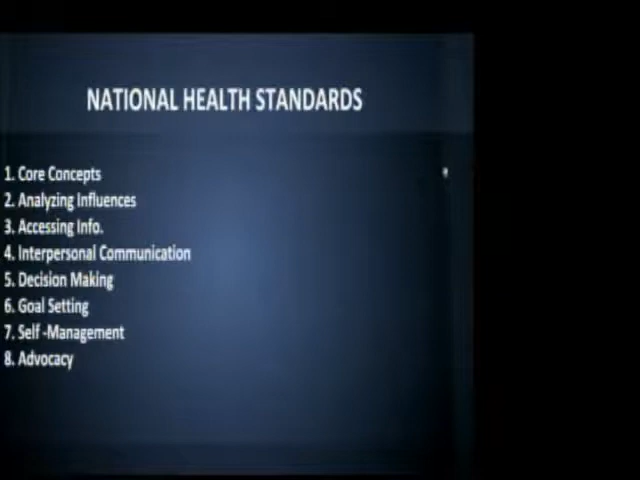 NATIONAL HEALTH STANDARDS
1. Core Concepts
2. Analyzing Influences
3. Accessing Info.
4. Interpersonal Communication
5. Decision Making
6. Goal Setting
7. Self -Management
8. Advocacy